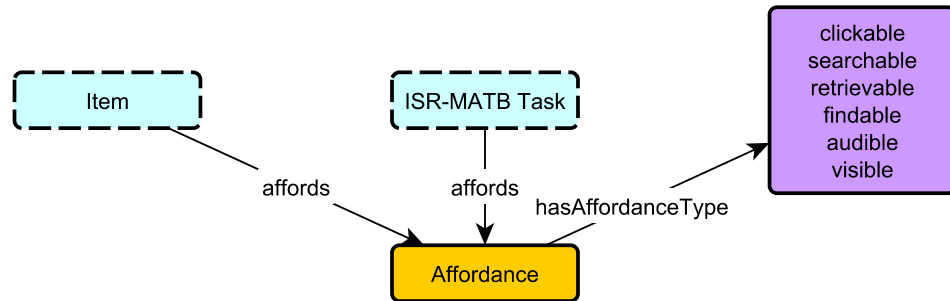 clickable
searchable
retrievable
findable
audible
visible
Item
ISR-MATB Task
affords
affords
hasAffordanceType
Affordance